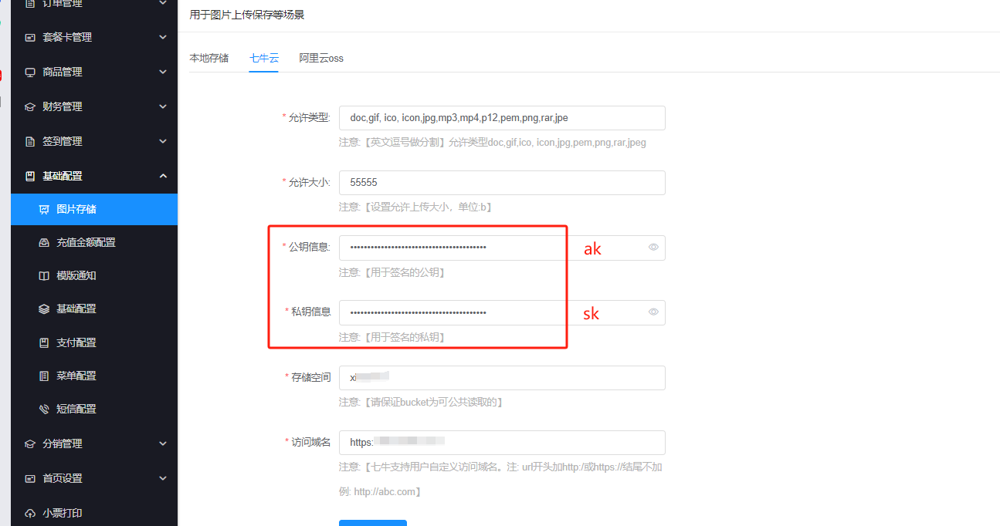 用于图片上传保存等场景
本地存储 七牛云 阿里云oss
订单管理
套餐卡管理
商品管理
财务管理
签到管理
基础配置
图片存储
充值金额配置
模版通知
基础配置
支付配置
菜单配置
短信配置
分销管理
首页设置
小票打印
* 允许类型: doc,gif, ico, icon,jpg,mp3,mp4,p12,pem,png,rar,jpe
注意:【英文逗号做分割】允许类型doc,gif,ico, icon,jpg,pem,png,rar,jpeg
* 允许大小: 55555
注意:【设置允许上传大小，单位:b】
* 公钥信息: ak
注意:【用于签名的公钥】
* 私钥信息 sk
注意:【用于签名的私钥】
* 存储空间 xi
注意:【请保证bucket为可公共读取的】
* 访问域名 https:
注意:【七牛支持用户自定义访问域名。注: url开头加http:/或https://结尾不加
例: http://abc.com】